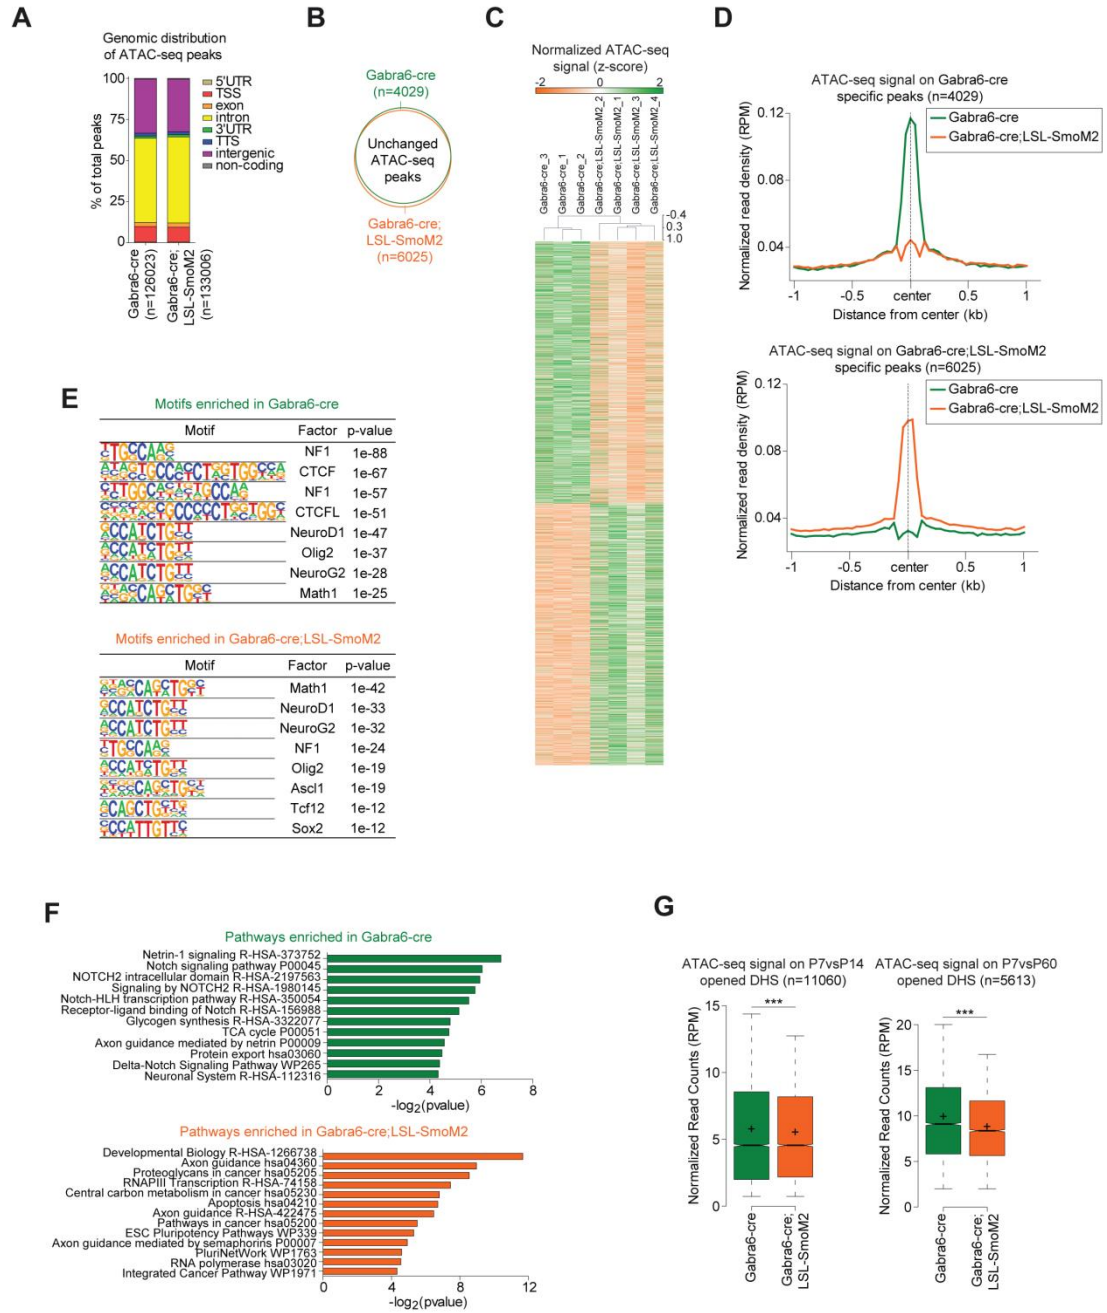 A
Genomic distribution
of ATAC-seq peaks
% of total peaks
100
75
50
25
0
5'UTR
TSS
exon
intron
3'UTR
TTS
intergenic
non-coding
Gabra6-cre
(n=126023)
Gabra6-cre;
LSL-SmoM2
(n=133006)
B
Gabra6-cre
(n=4029)
Unchanged
ATAC-seq
peaks
Gabra6-cre;
LSL-SmoM2
(n=6025)
C
Normalized ATAC-seq
signal (z-score)
-2 0 2
Gabra6-cre_3
Gabra6-cre_1
Gabra6-cre_2
Gabra6-cre;LSL-SmoM2_2
Gabra6-cre;LSL-SmoM2_1
Gabra6-cre;LSL-SmoM2_3
Gabra6-cre;LSL-SmoM2_4
-0.4
0.3
1.0
D
ATAC-seq signal on Gabra6-cre
specific peaks (n=4029)
Normalized read density (RPM)
0.12
0.08
0.04
Gabra6-cre
Gabra6-cre;LSL-SmoM2
-1 -0.5 center 0.5 1
Distance from center (kb)
ATAC-seq signal on Gabra6-cre;LSL-SmoM2
specific peaks (n=6025)
Normalized read density (RPM)
0.12
0.08
0.04
Gabra6-cre
Gabra6-cre;LSL-SmoM2
-1 -0.5 center 0.5 1
Distance from center (kb)
E
Motifs enriched in Gabra6-cre
Motif Factor p-value
NF1 1e-88
CTCF 1e-67
NF1 1e-57
CTCFL 1e-51
NeuroD1 1e-47
Olig2 1e-37
NeuroG2 1e-28
Math1 1e-25
Motifs enriched in Gabra6-cre;LSL-SmoM2
Motif Factor p-value
Math1 1e-42
NeuroD1 1e-33
NeuroG2 1e-32
NF1 1e-24
Olig2 1e-19
Ascl1 1e-19
Tcf12 1e-12
Sox2 1e-12
F
Pathways enriched in Gabra6-cre
Netrin-1 signaling R-HSA-373752
Notch signaling pathway P00045
NOTCH2 intracellular domain R-HSA-2197563
Signaling by NOTCH2 R-HSA-1980145
Notch-HLH transcription pathway R-HSA-350054
Receptor-ligand binding of Notch R-HSA-156988
Glycogen synthesis R-HSA-3322077
TCA cycle P00051
Axon guidance mediated by netrin P00009
Protein export hsa03060
Delta-Notch Signaling Pathway WP265
Neuronal System R-HSA-112316
0 2 4 6 8
-log2(pvalue)
Pathways enriched in Gabra6-cre;LSL-SmoM2
Developmental Biology R-HSA-1266738
Axon guidance hsa04360
Proteoglycans in cancer hsa05205
RNAPIII Transcription R-HSA-74158
Central carbon metabolism in cancer hsa05230
Apoptosis hsa04210
Axon guidance R-HSA-422475
Pathways in cancer hsa05200
ESC Pluripotency Pathways WP339
Axon guidance mediated by semaphorins P00007
PluriNetWork WP1763
RNA polymerase hsa03020
Integrated Cancer Pathway WP1971
0 4 8 12
-log2(pvalue)
G
ATAC-seq signal on P7vsP14
opened DHS (n=11060)
Normalized Read Counts (RPM)
15
10
5
0
***
Gabra6-cre
Gabra6-cre;
LSL-SmoM2
ATAC-seq signal on P7vsP60
opened DHS (n=5613)
Normalized Read Counts (RPM)
20
15
10
5
0
***
Gabra6-cre
Gabra6-cre;
LSL-SmoM2